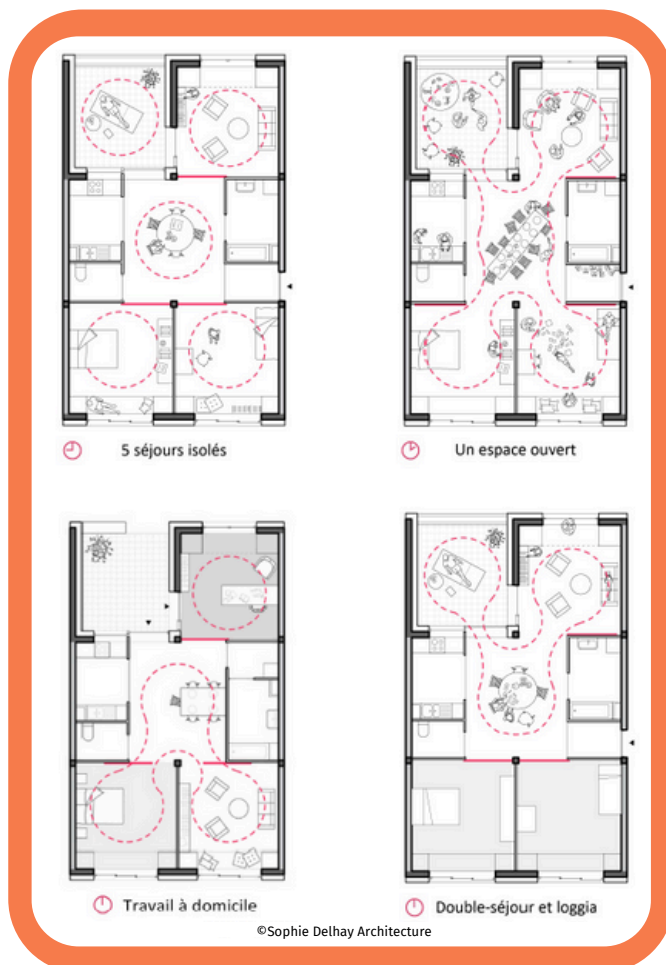 5 séjours isolés
Un espace ouvert
Travail à domicile
Double-séjour et loggia
©Sophie Delhay Architecture